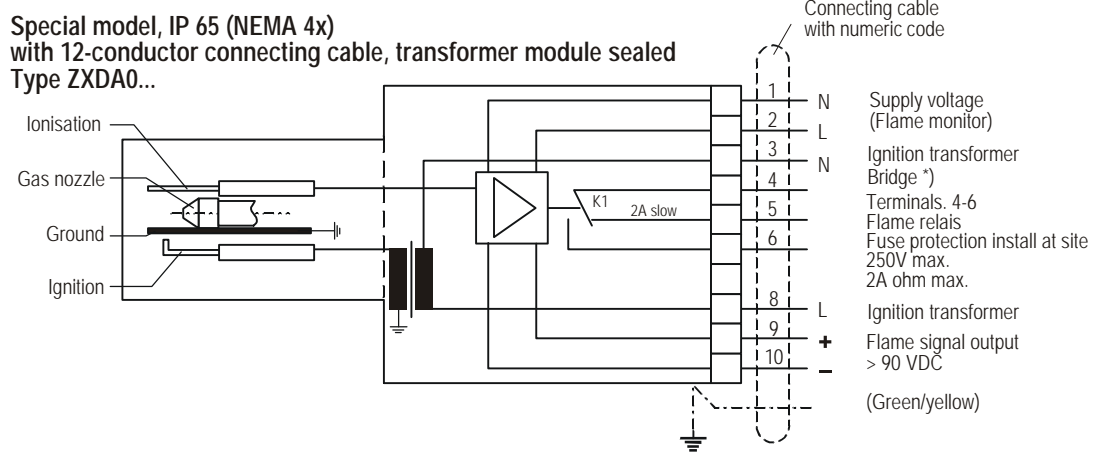 Special model, IP 65 (NEMA 4x)
with 12-conductor connecting cable, transformer module sealed
Type ZXDA0...
Connecting cable
with numeric code
Ionisation
Gas nozzle
Ground
Ignition
K1
2A slow
1
N
Supply voltage
2
L
(Flame monitor)
3
N
Ignition transformer
Bridge *)
4
Terminals. 4-6
5
Flame relais
6
Fuse protection install at site
250V max.
2A ohm max.
8
L
Ignition transformer
9
+
Flame signal output
10
–
> 90 VDC
(Green/yellow)